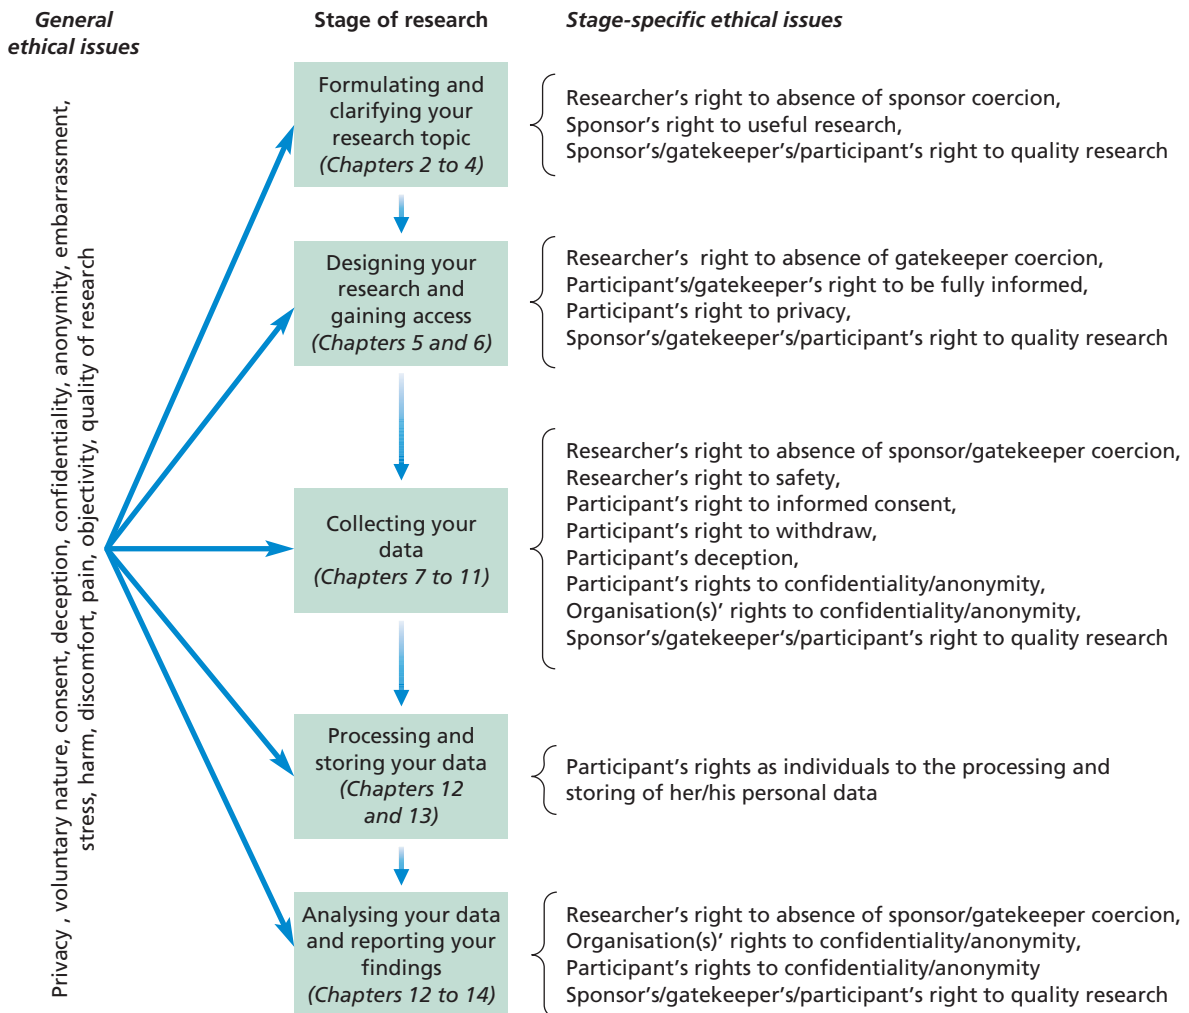 General
ethical issues
Stage of research
Stage-specific ethical issues
Privacy , voluntary nature, consent, deception, confidentiality, anonymity, embarrassment,
stress, harm, discomfort, pain, objectivity, quality of research
Formulating and
clarifying your
research topic
(Chapters 2 to 4)
Researcher’s right to absence of sponsor coercion,
Sponsor’s right to useful research,
Sponsor’s/gatekeeper’s/participant’s right to quality research
Designing your
research and
gaining access
(Chapters 5 and 6)
Researcher’s right to absence of gatekeeper coercion,
Participant’s/gatekeeper’s right to be fully informed,
Participant’s right to privacy,
Sponsor’s/gatekeeper’s/participant’s right to quality research
Collecting your
data
(Chapters 7 to 11)
Researcher’s right to absence of sponsor/gatekeeper coercion,
Researcher’s right to safety,
Participant’s right to informed consent,
Participant’s right to withdraw,
Participant’s deception,
Participant’s rights to confidentiality/anonymity,
Organisation(s)’ rights to confidentiality/anonymity,
Sponsor’s/gatekeeper’s/participant’s right to quality research
Processing and
storing your data
(Chapters 12
and 13)
Participant’s rights as individuals to the processing and
storing of her/his personal data
Analysing your data
and reporting your
findings
(Chapters 12 to 14)
Researcher’s right to absence of sponsor/gatekeeper coercion,
Organisation(s)’ rights to confidentiality/anonymity,
Participant’s rights to confidentiality/anonymity
Sponsor’s/gatekeeper’s/participant’s right to quality research